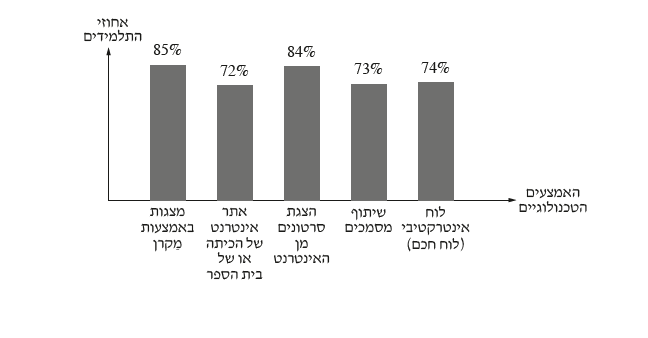 אחוזי
התלמידים
85%
72%
84%
73%
74%
מצגות
באמצעות
מַקרן
אתר
אינטרנט
של הכיתה
או של
בית הספר
הצגת
סרטונים
מן
האינטרנט
שיתוף
מסמכים
לוח
אינטרקטיבי
(לוח חכם)
האמצעים
הטכנולוגיים